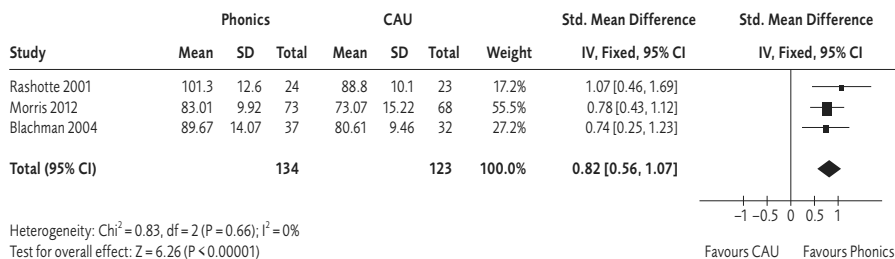 Phonics CAU Std. Mean Difference Std. Mean Difference
Study Mean SD Total Mean SD Total Weight IV, Fixed, 95% CI IV, Fixed, 95% CI
Rashotte 2001 101.3 12.6 24 88.8 10.1 23 17.2% 1.07 [0.46, 1.69]
Morris 2012 83.01 9.92 73 73.07 15.22 68 55.5% 0.78 [0.43, 1.12]
Blachman 2004 89.67 14.07 37 80.61 9.46 32 27.2% 0.74 [0.25, 1.23]
Total (95% CI) 134 123 100.0% 0.82 [0.56, 1.07]
−1 −0.5 0 0.5 1
Heterogeneity: Chi² = 0.83, df = 2 (P = 0.66); I² = 0%
Test for overall effect: Z = 6.26 (P < 0.00001) Favours CAU Favours Phonics